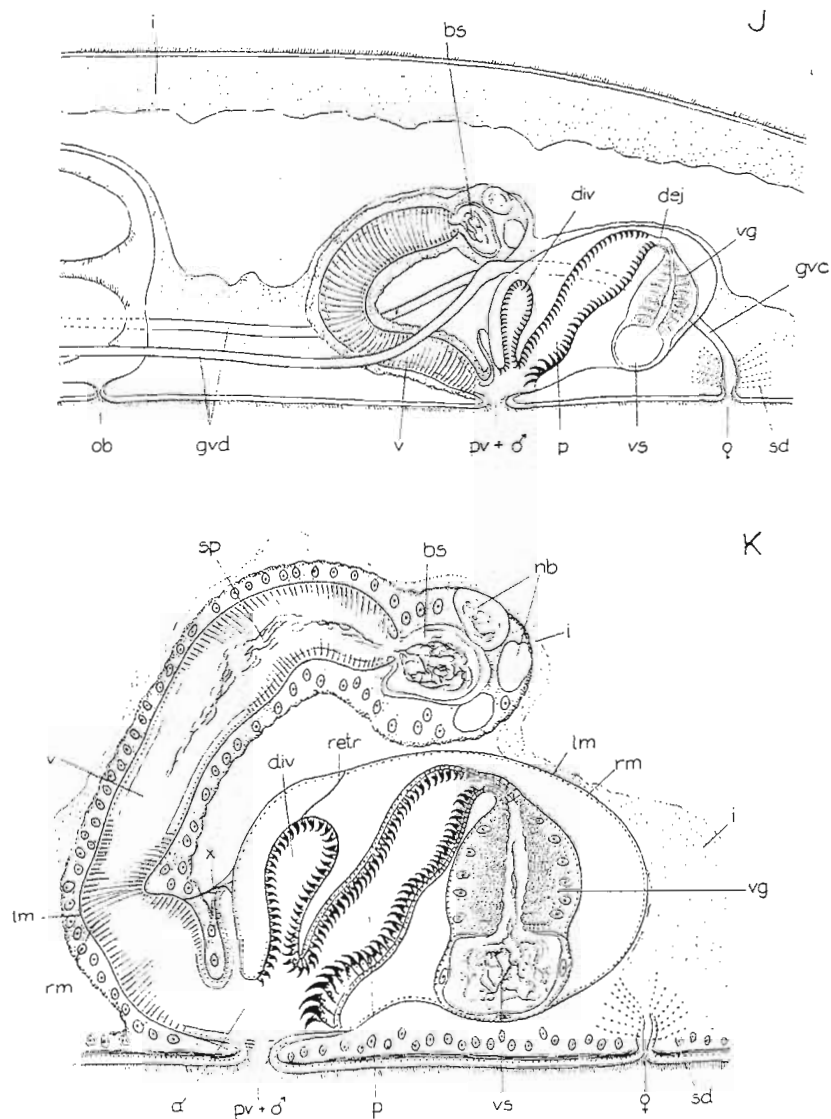 i bs J
div dej vg gvc
ob gvd v pv + ♂ p vs ♀ sd
K
sp bs nb i
v div retr lm rm i
x
vg
lm
rm
a pv + ♂ p vs ♀ sd